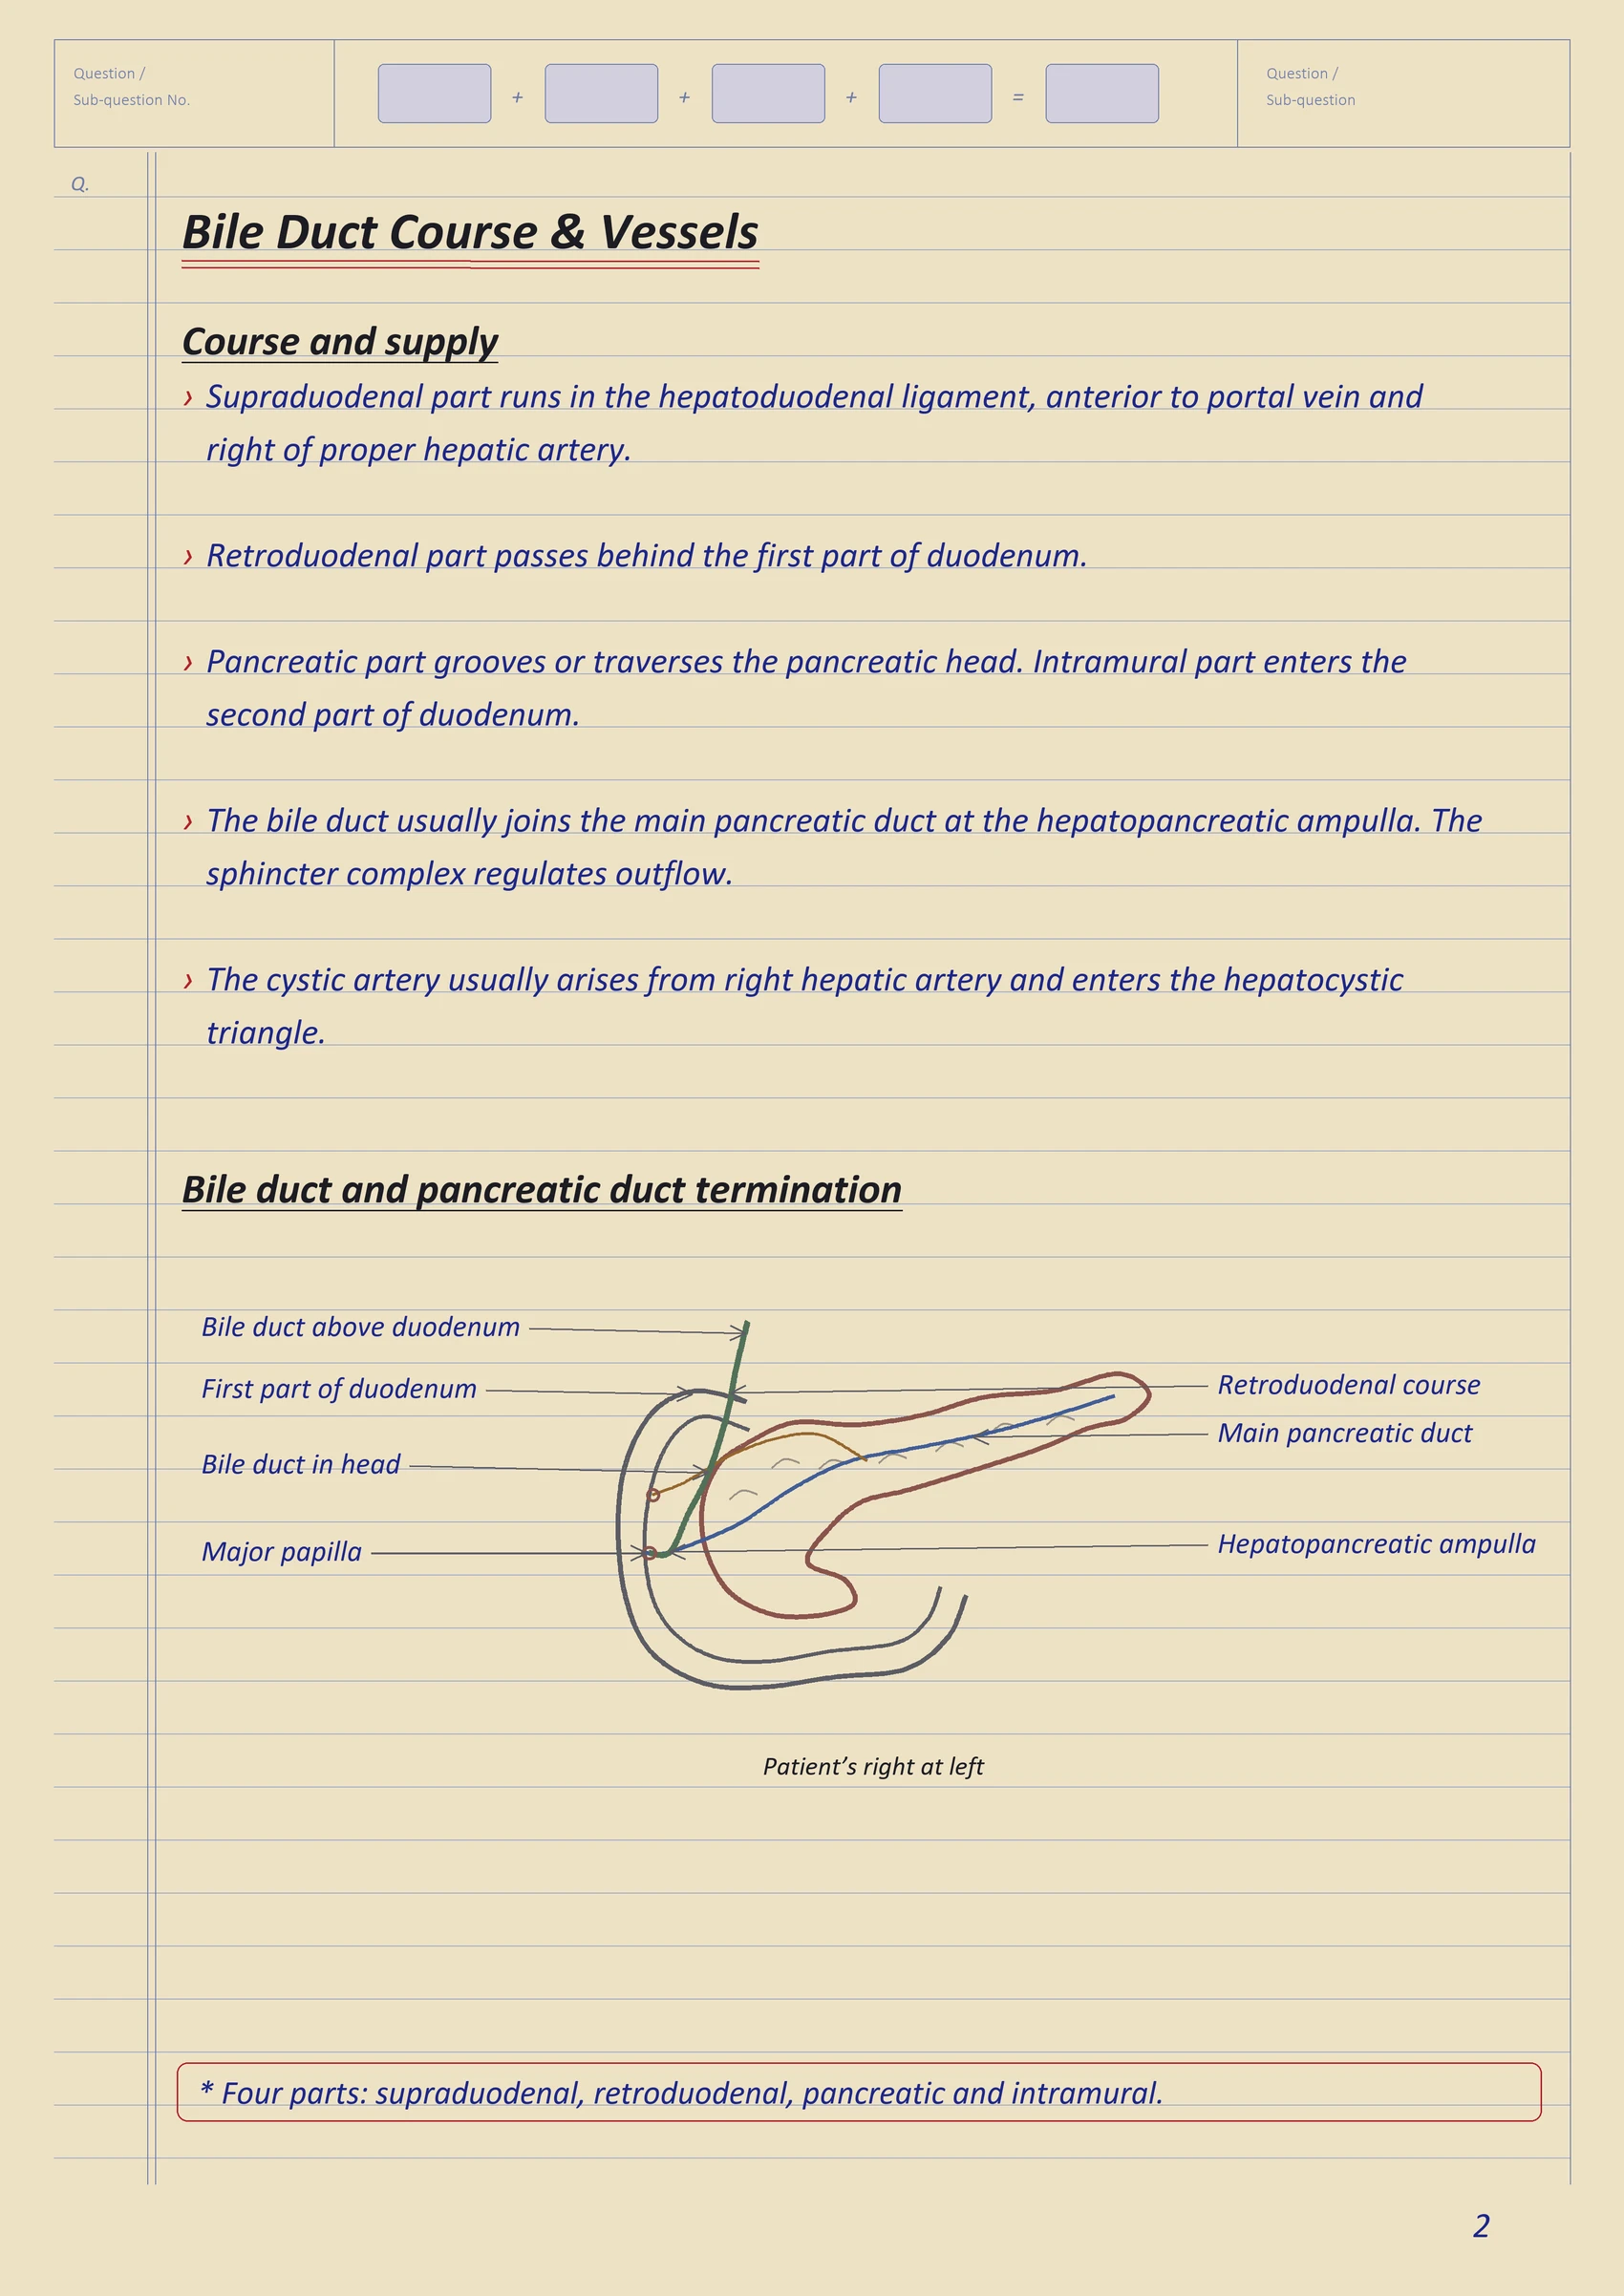 Question /
Sub-question No.
+ + + =
Question /
Sub-question
Q.
Bile Duct Course & Vessels
Course and supply
› Supraduodenal part runs in the hepatoduodenal ligament, anterior to portal vein and
right of proper hepatic artery.
› Retroduodenal part passes behind the first part of duodenum.
› Pancreatic part grooves or traverses the pancreatic head. Intramural part enters the
second part of duodenum.
› The bile duct usually joins the main pancreatic duct at the hepatopancreatic ampulla. The
sphincter complex regulates outflow.
› The cystic artery usually arises from right hepatic artery and enters the hepatocystic
triangle.
Bile duct and pancreatic duct termination
Bile duct above duodenum
First part of duodenum
Retroduodenal course
Main pancreatic duct
Bile duct in head
Major papilla
Hepatopancreatic ampulla
Patient’s right at left
* Four parts: supraduodenal, retroduodenal, pancreatic and intramural.
2